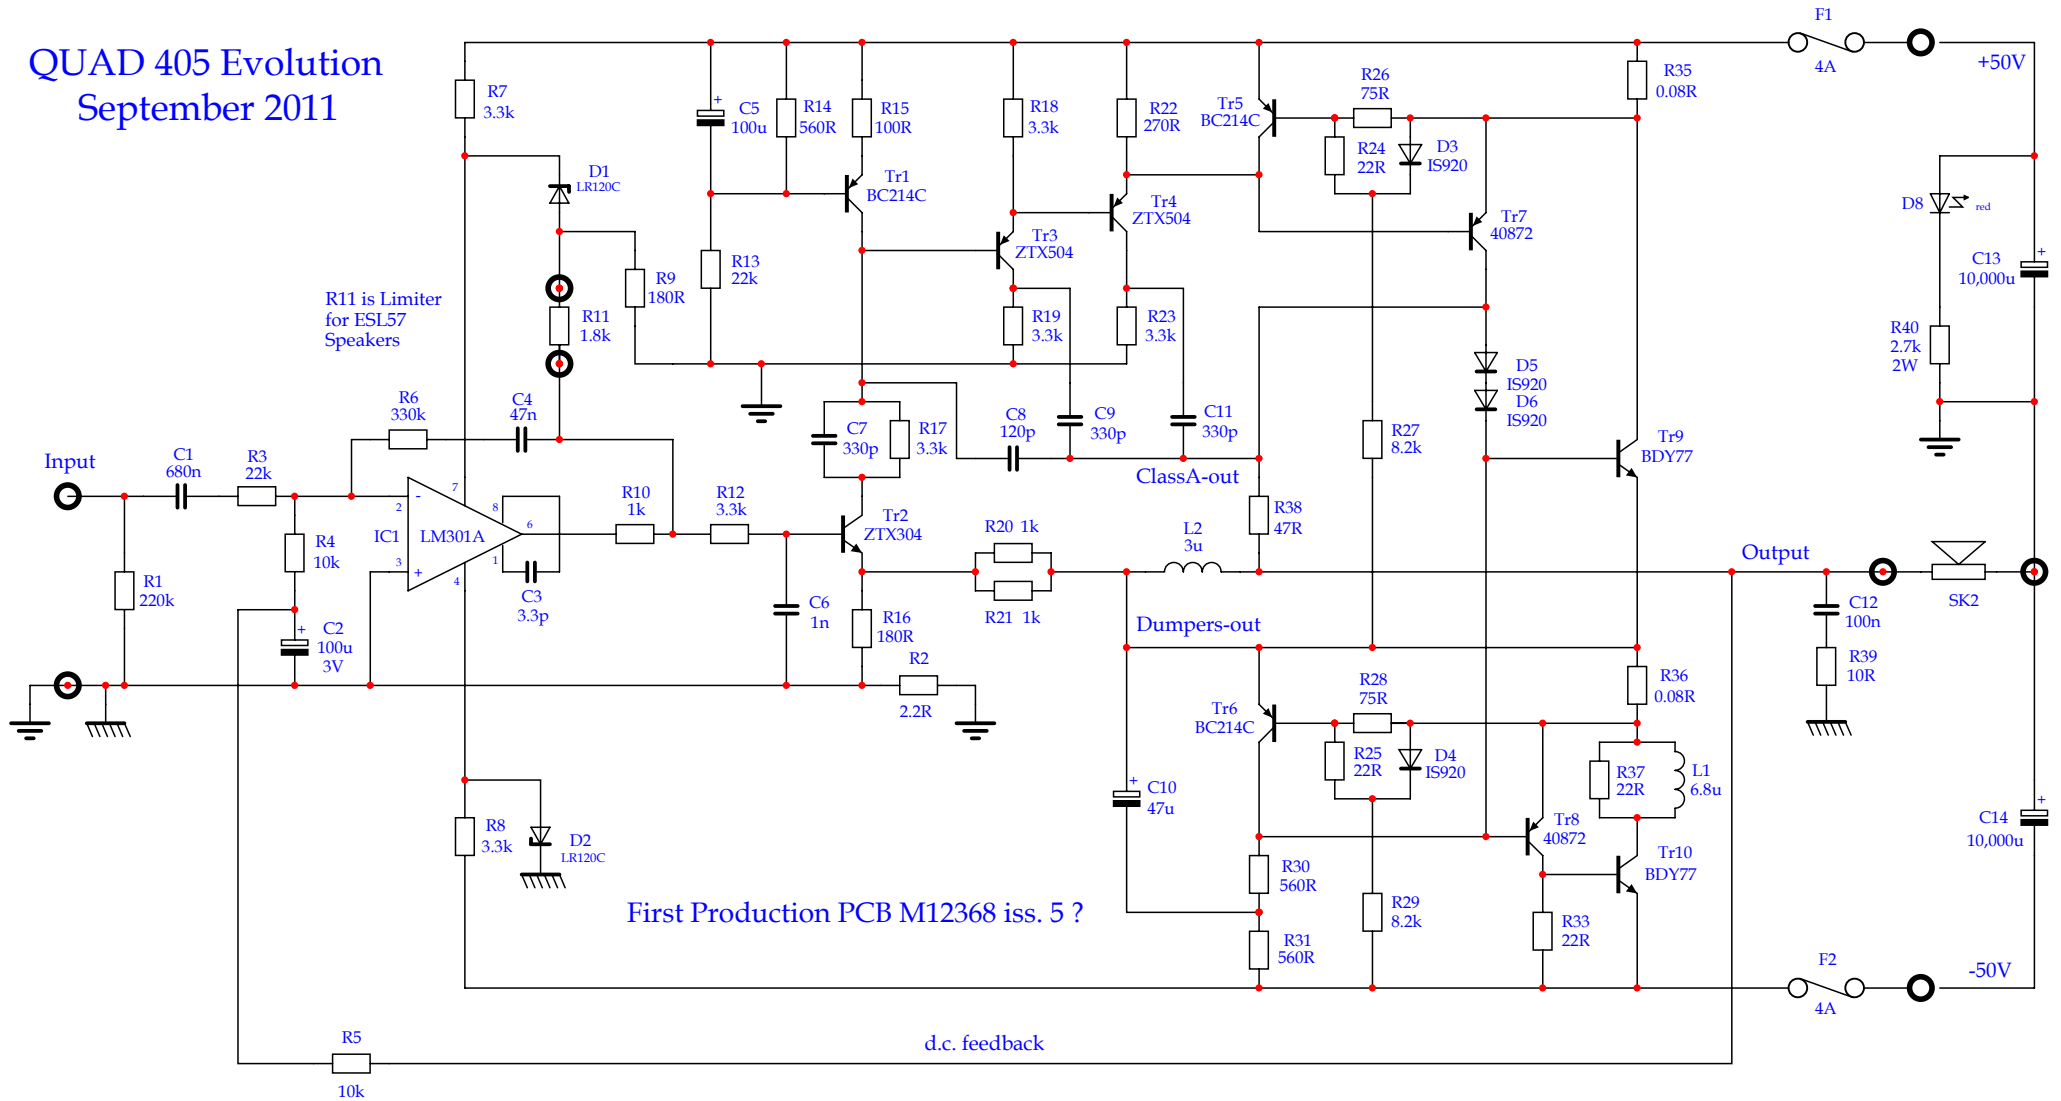 QUAD 405 Evolution
September 2011
F1
4A
+50V
R7
3.3k
C5
100u
+
R14
560R
R15
100R
R18
3.3k
R22
270R
Tr5
BC214C
R26
75R
R24
22R
D3
IS920
R35
0.08R
D1
LR120C
Tr1
BC214C
Tr4
ZTX504
Tr7
40872
D8
red
Tr3
ZTX504
R13
22k
R9
180R
C13
10,000u
+
R11 is Limiter
for ESL57
Speakers
R11
1.8k
R19
3.3k
R23
3.3k
R40
2.7k
2W
D5
IS920
D6
IS920
R6
330k
C4
47n
C7
330p
R17
3.3k
C8
120p
C9
330p
C11
330p
R27
8.2k
Tr9
BDY77
Input
C1
680n
R3
22k
ClassA-out
R10
1k
R12
3.3k
Tr2
ZTX304
R38
47R
IC1
LM301A
-
2
3
+
7
8
6
1
4
R4
10k
C3
3.3p
R20 1k
R21 1k
L2
3u
Output
SK2
R1
220k
C6
1n
R16
180R
C12
100n
Dumpers-out
+
C2
100u
3V
R2
2.2R
R39
10R
R36
0.08R
Tr6
BC214C
R28
75R
R25
22R
D4
IS920
R37
22R
L1
6.8u
+
C10
47u
+
C14
10,000u
R8
3.3k
D2
LR120C
Tr8
40872
Tr10
BDY77
R30
560R
First Production PCB M12368 iss. 5 ?
R29
8.2k
R33
22R
R31
560R
F2
4A
-50V
R5
10k
d.c. feedback